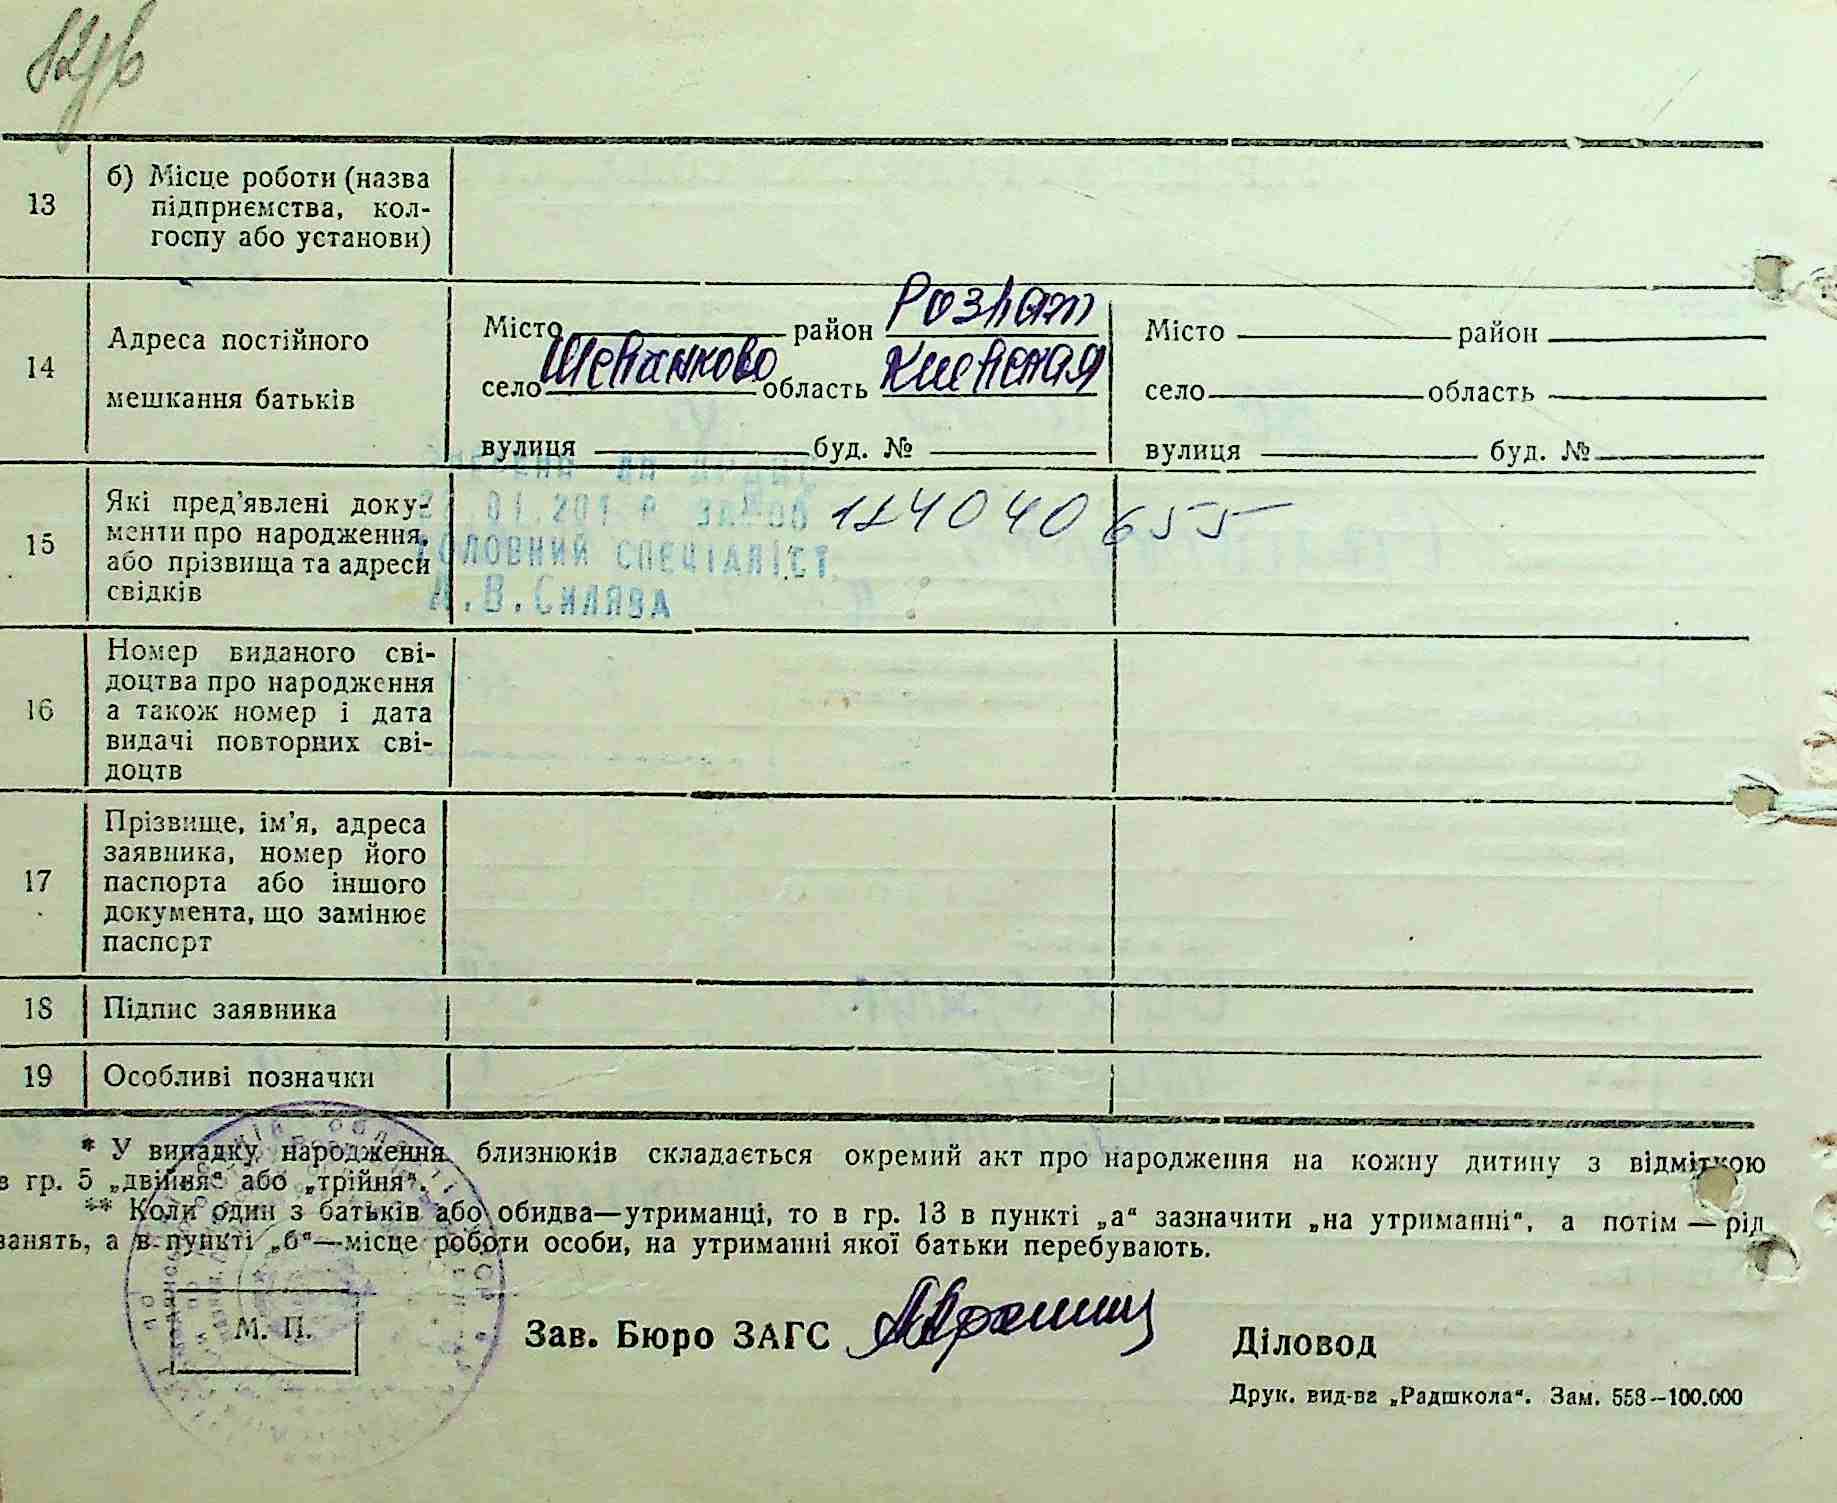 13
б) Місце роботи (назва
підприємства, кол-
госпу або установи)
14
Адреса постійного
мешкання батьків
Місто район Розваж
село область Киевская
вулиця буд. №
Місто район
село область
вулиця буд. №
15
Які пред'явлені доку-
менти про народження,
або прізвища та адреси
свідків
головний спеціаліст
.В.Силява
124040655
16
Номер виданого сві-
доцтва про народження
а також номер і дата
видачі повторних сві-
доцтв
17
Прізвище, ім'я, адреса
заявника, номер його
паспорта або іншого
документа, що замінює
паспорт
18
Підпис заявника
19
Особливі позначки
* У випадку народження близнюків складається окремий акт про народження на кожну дитину з відміткою
в гр. 5 „двійня“ або „трійня“.
** Коли один з батьків або обидва—утриманці, то в гр. 13 в пункті „а“ зазначити „на утриманні“, а потім — рід
занять, а в пункті „б“—місце роботи особи, на утриманні якої батьки перебувають.
М. П.
Зав. Бюро ЗАГС
Діловод
Друк. вид-ва „Радшкола“. Зам. 558—100.000